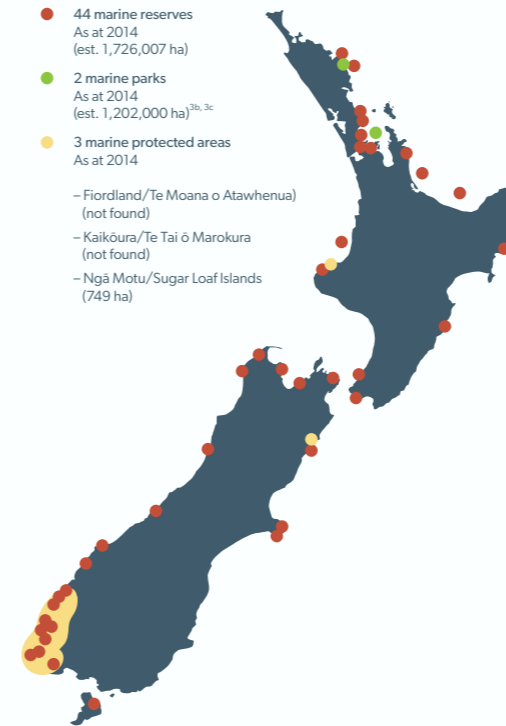 44 marine reserves
As at 2014
(est. 1,726,007 ha)
2 marine parks
As at 2014
(est. 1,202,000 ha)3b, 3c
3 marine protected areas
As at 2014
– Fiordland/Te Moana o Atawhenua)
(not found)
– Kaikōura/Te Tai ō Marokura
(not found)
– Ngā Motu/Sugar Loaf Islands
(749 ha)